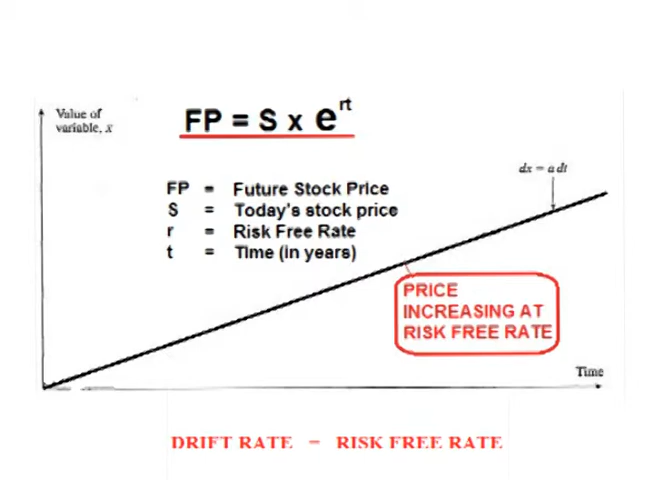 Value of
variable, x
FP = S x e^rt
dx = a dt
FP = Future Stock Price
S = Today's stock price
r = Risk Free Rate
t = Time (in years)
PRICE
INCREASING AT
RISK FREE RATE
Time
DRIFT RATE = RISK FREE RATE